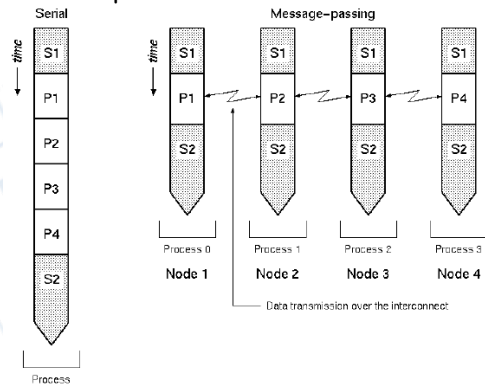 Serial
Message-passing
time
S1
P1
P2
P3
P4
S2
Process
time
S1 S1 S1 S1
P1 P2 P3 P4
S2 S2 S2 S2
Process 0 Process 1 Process 2 Process 3
Node 1 Node 2 Node 3 Node 4
Data transmission over the interconnect